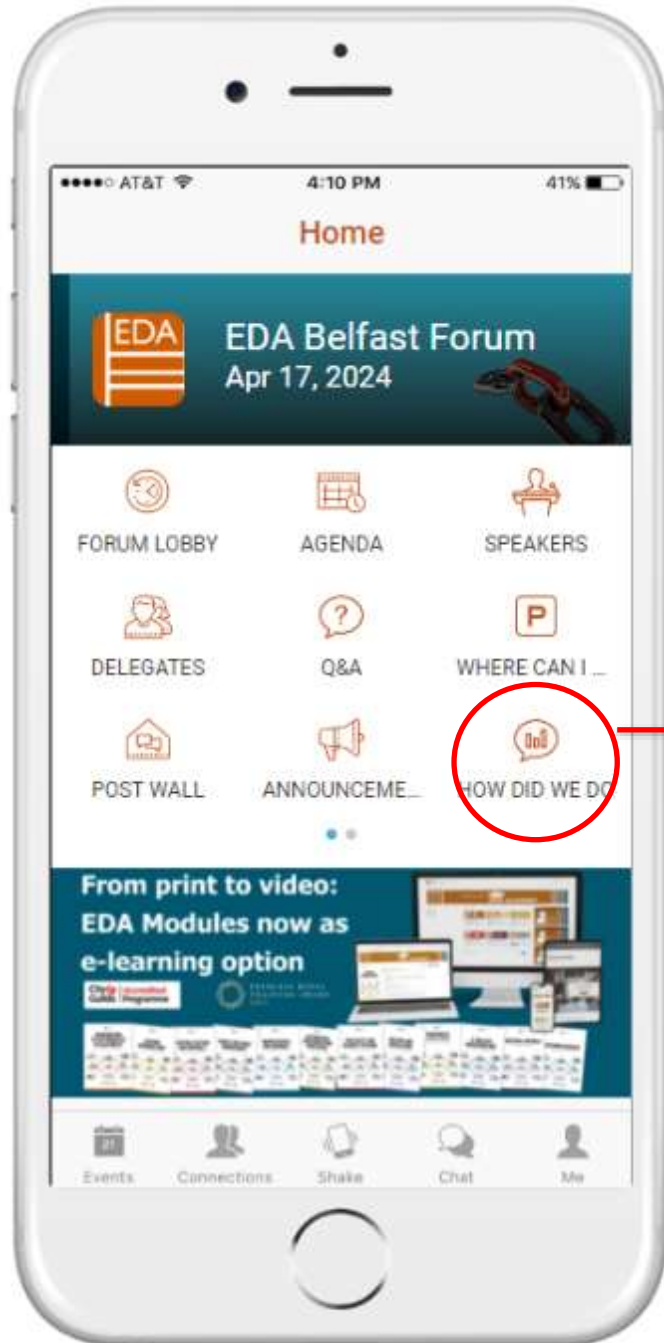 AT&T 4:10 PM 41%
Home
EDA
EDA Belfast Forum
Apr 17, 2024
FORUM LOBBY AGENDA SPEAKERS
?
P
DELEGATES Q&A WHERE CAN I ...
POST WALL ANNOUNCEME... HOW DID WE DO
From print to video:
EDA Modules now as
e-learning option
Events Connections Shake Chat Me